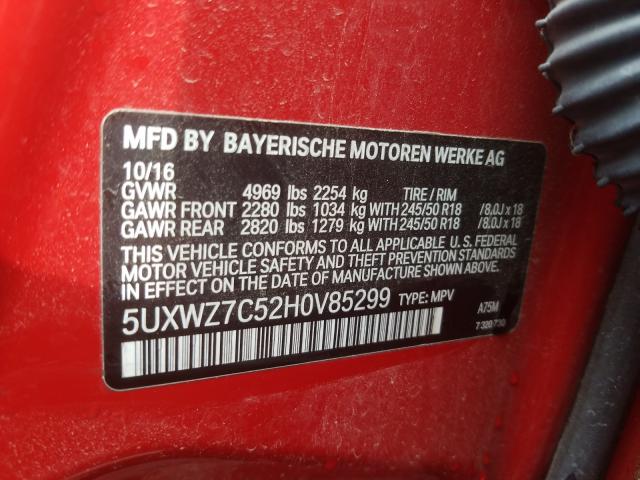 MFD BY BAYERISCHE MOTOREN WERKE AG
10/16
GVWR 4969 lbs 2254 kg TIRE / RIM
GAWR FRONT 2280 lbs 1034 kg WITH 245/50 R18 /8.0J x 18
GAWR REAR 2820 lbs 1279 kg WITH 245/50 R18 /8.0J x 18
THIS VEHICLE CONFORMS TO ALL APPLICABLE U.S. FEDERAL
MOTOR VEHICLE SAFETY AND THEFT PREVENTION STANDARDS
IN EFFECT ON THE DATE OF MANUFACTURE SHOWN ABOVE.
5UXWZ7C52H0V85299 TYPE: MPV A75M
7 320 730